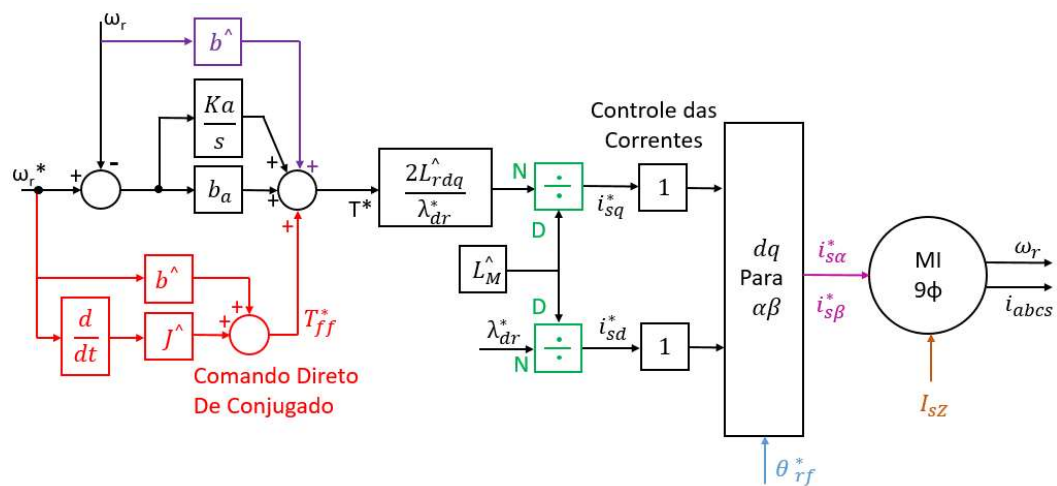 ωr
b^
Ka
s
Controle das
Correntes
ωr*
+
-
ba
+
+
+
+
T*
2L^rdq
λ*dr
N
÷
i*sq
1
D
L^M
dq
Para
αβ
i*sα
i*sβ
MI
9ϕ
ωr
iabcs
b^
+
+
T*ff
d
dt
J^
D
λ*dr
N
÷
i*sd
1
Comando Direto
De Conjugado
IsZ
θ*rf